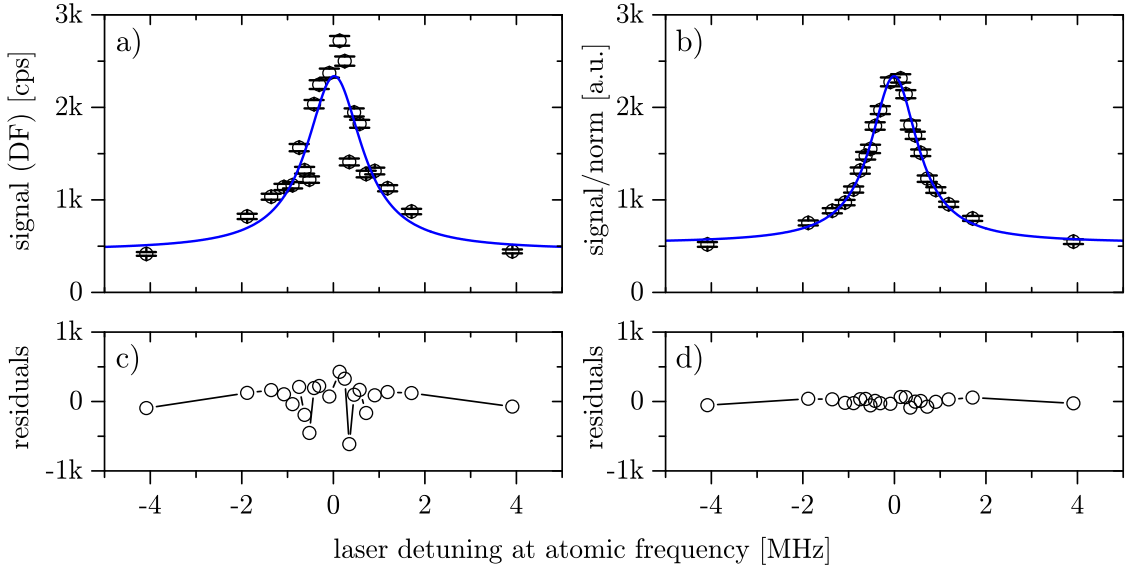 3k
2k
1k
0
signal (DF) [cps]
a)
3k
2k
1k
0
signal/norm [a.u.]
b)
1k
0
-1k
residuals
c)
-4 -2 0 2 4
1k
0
-1k
residuals
d)
-4 -2 0 2 4
laser detuning at atomic frequency [MHz]